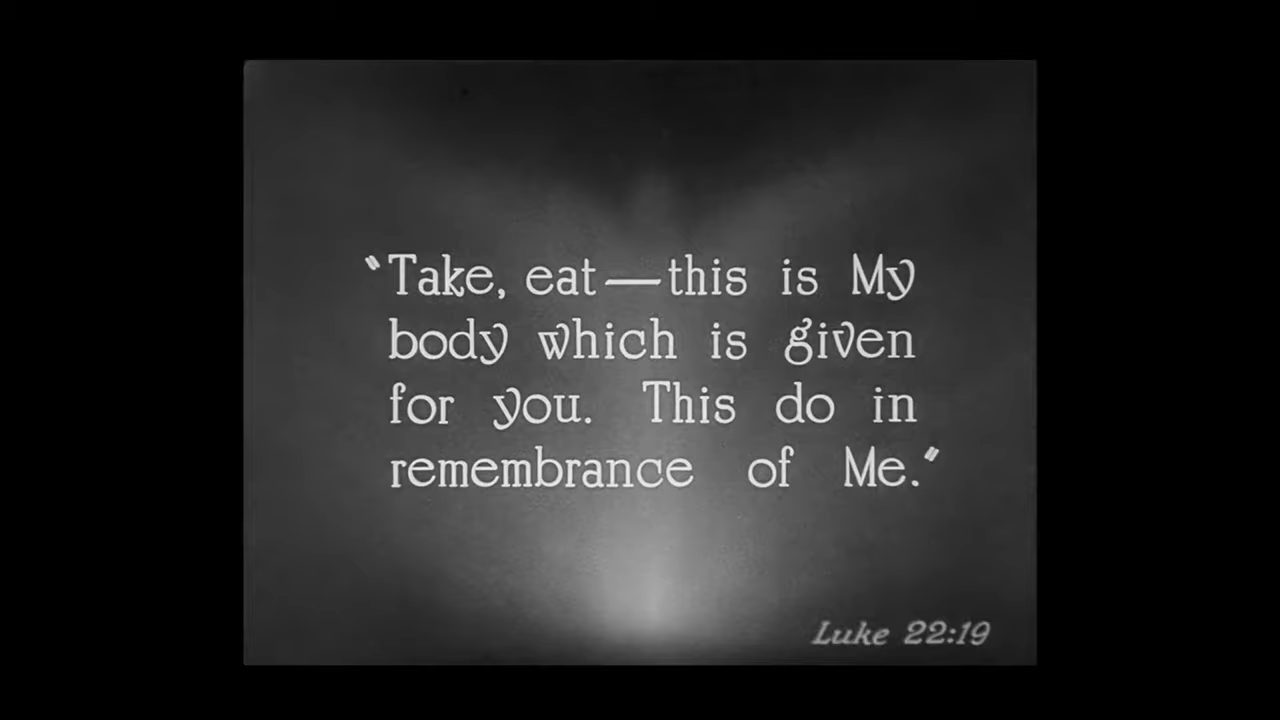 "Take, eat—this is My
body which is given
for you. This do in
remembrance of Me."
Luke 22:19